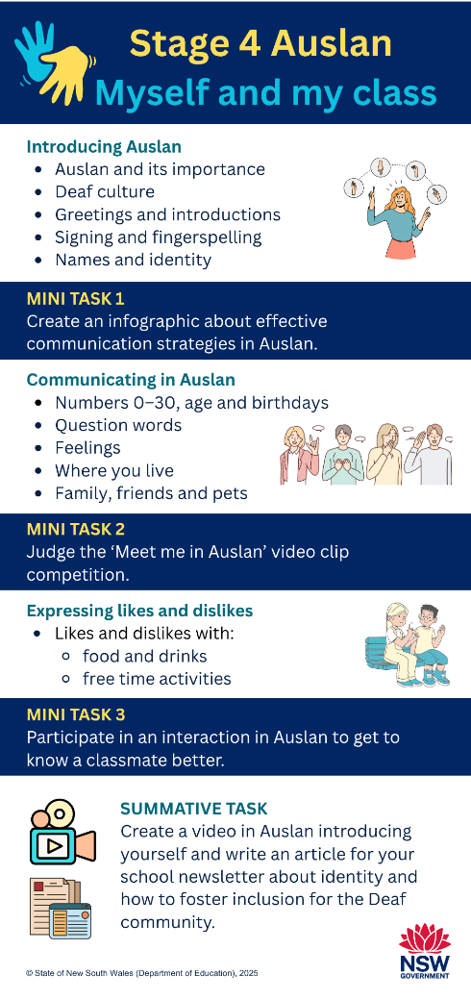 Stage 4 Auslan
Myself and my class
Introducing Auslan
• Auslan and its importance
• Deaf culture
• Greetings and introductions
• Signing and fingerspelling
• Names and identity
MINI TASK 1
Create an infographic about effective
communication strategies in Auslan.
Communicating in Auslan
• Numbers 0–30, age and birthdays
• Question words
• Feelings
• Where you live
• Family, friends and pets
MINI TASK 2
Judge the ‘Meet me in Auslan’ video clip
competition.
Expressing likes and dislikes
• Likes and dislikes with:
○ food and drinks
○ free time activities
MINI TASK 3
Participate in an interaction in Auslan to get to
know a classmate better.
SUMMATIVE TASK
Create a video in Auslan introducing
yourself and write an article for your
school newsletter about identity and
how to foster inclusion for the Deaf
community.
NSW
GOVERNMENT
© State of New South Wales (Department of Education), 2025